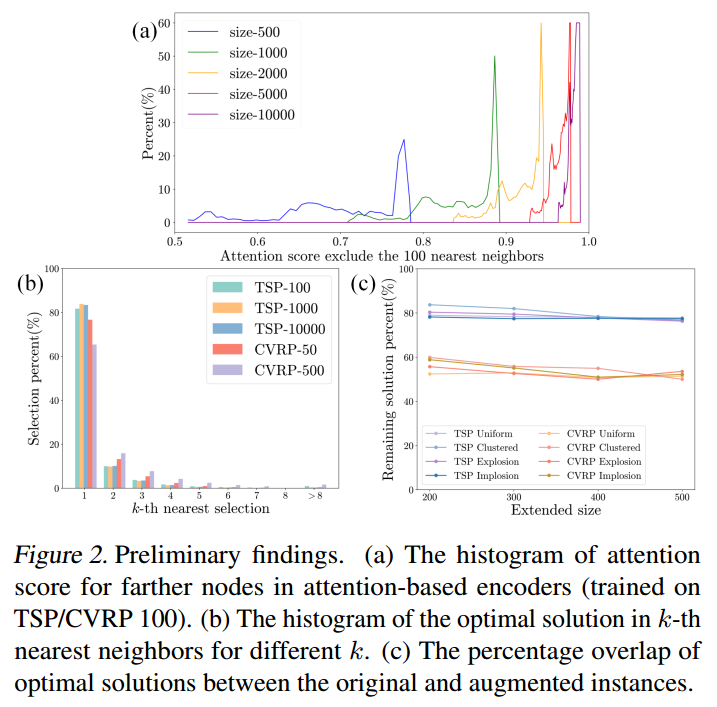 (a)
60
50
40
30
20
10
0
Percent(%)
size-500
size-1000
size-2000
size-5000
size-10000
0.5 0.6 0.7 0.8 0.9 1.0
Attention score exclude the 100 nearest neighbors
(b)
100
80
60
40
20
0
Selection percent(%)
TSP-100
TSP-1000
TSP-10000
CVRP-50
CVRP-500
1 2 3 4 5 6 7 8 >8
k-th nearest selection
(c)
100
80
60
40
20
0
Remaining solution percent(%)
TSP Uniform CVRP Uniform
TSP Clustered CVRP Clustered
TSP Explosion CVRP Explosion
TSP Implosion CVRP Implosion
200 300 400 500
Extended size
Figure 2. Preliminary findings. (a) The histogram of attention
score for farther nodes in attention-based encoders (trained on
TSP/CVRP 100). (b) The histogram of the optimal solution in k-th
nearest neighbors for different k. (c) The percentage overlap of
optimal solutions between the original and augmented instances.